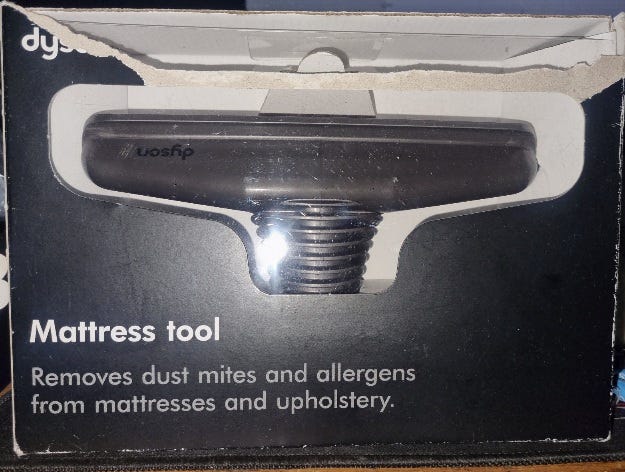 dyson
Mattress tool
Removes dust mites and allergens
from mattresses and upholstery.